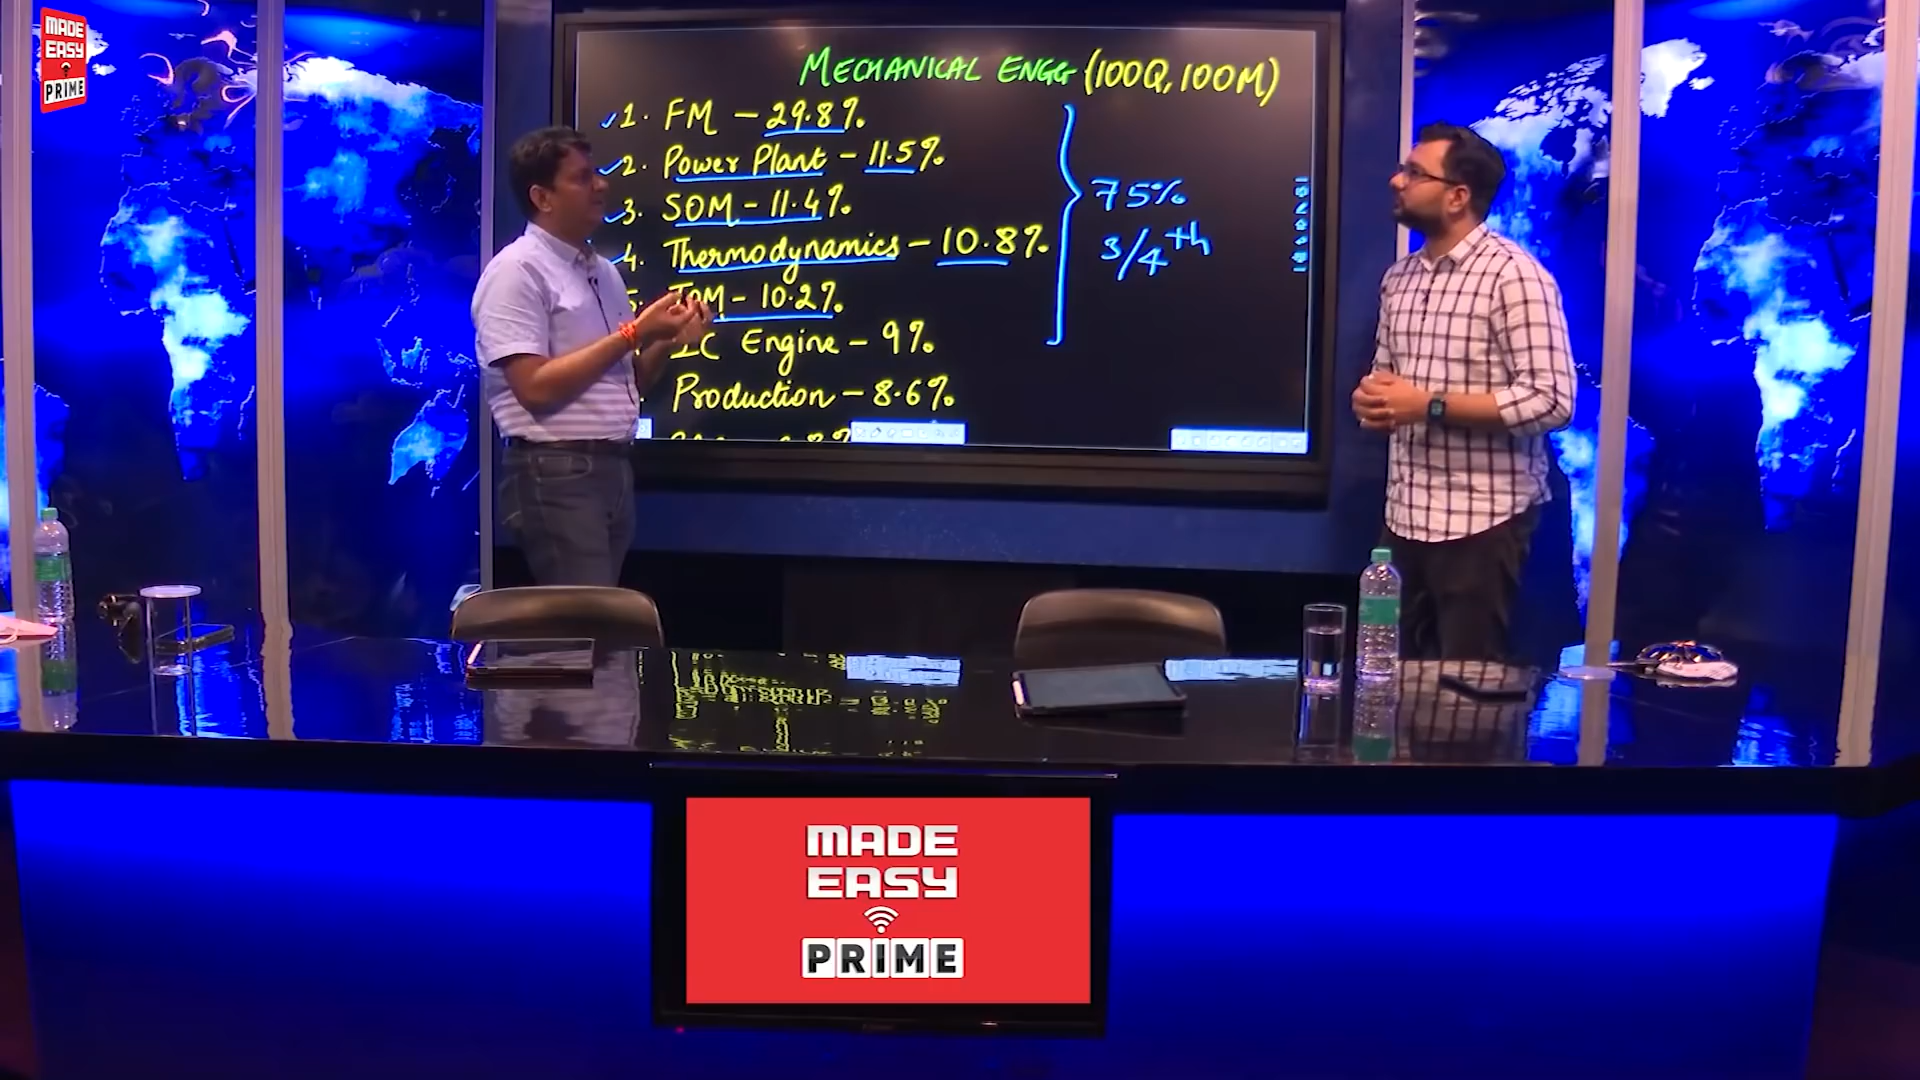 MADE
EASY
PRIME
MECHANICAL ENGG (100Q, 100M)
1. FM - 29.8%
2. Power Plant - 11.5%
3. SOM - 11.4%
4. Thermodynamics - 10.8%
TOM - 10.2%
IC Engine - 9%
Production - 8.6%
75%
3/4th
MADE
EASY
PRIME